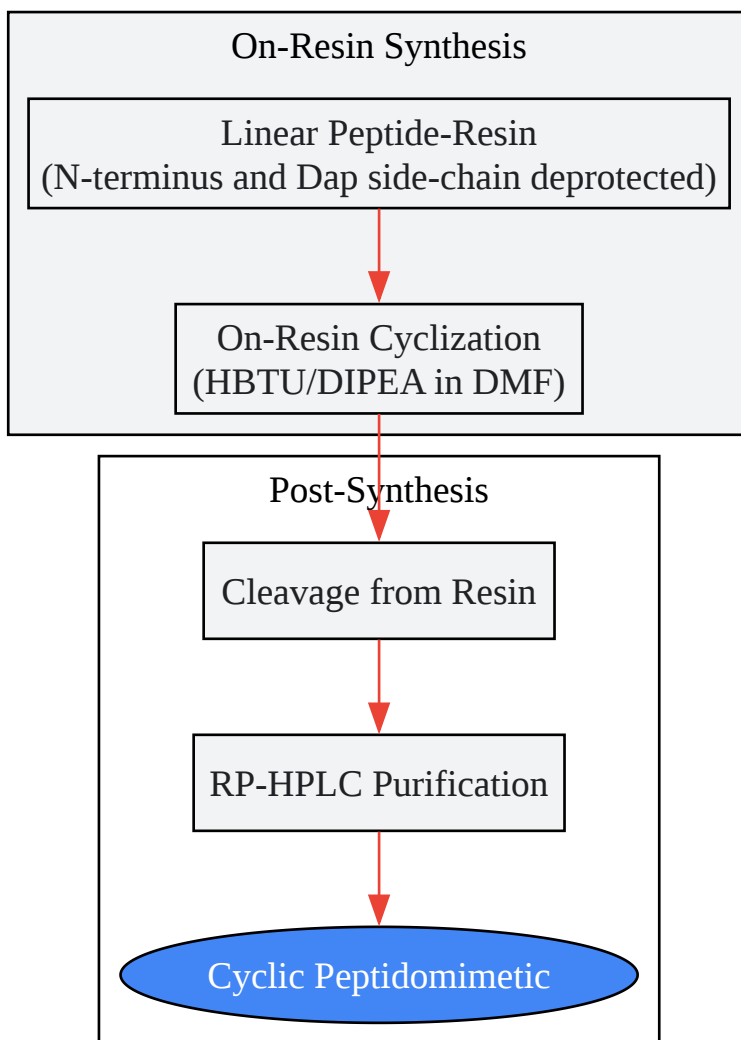 On-Resin Synthesis
Linear Peptide-Resin
(N-terminus and Dap side-chain deprotected)
On-Resin Cyclization
(HBTU/DIPEA in DMF)
Post-Synthesis
Cleavage from Resin
RP-HPLC Purification
Cyclic Peptidomimetic